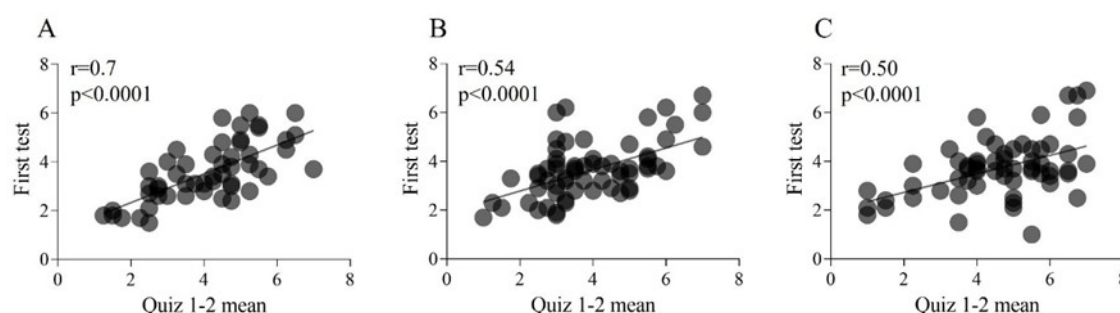 A
r=0.7
p<0.0001
8
6
4
2
0
First test
0 2 4 6 8
Quiz 1-2 mean
B
r=0.54
p<0.0001
8
6
4
2
0
First test
0 2 4 6 8
Quiz 1-2 mean
C
r=0.50
p<0.0001
8
6
4
2
0
First test
0 2 4 6 8
Quiz 1-2 mean